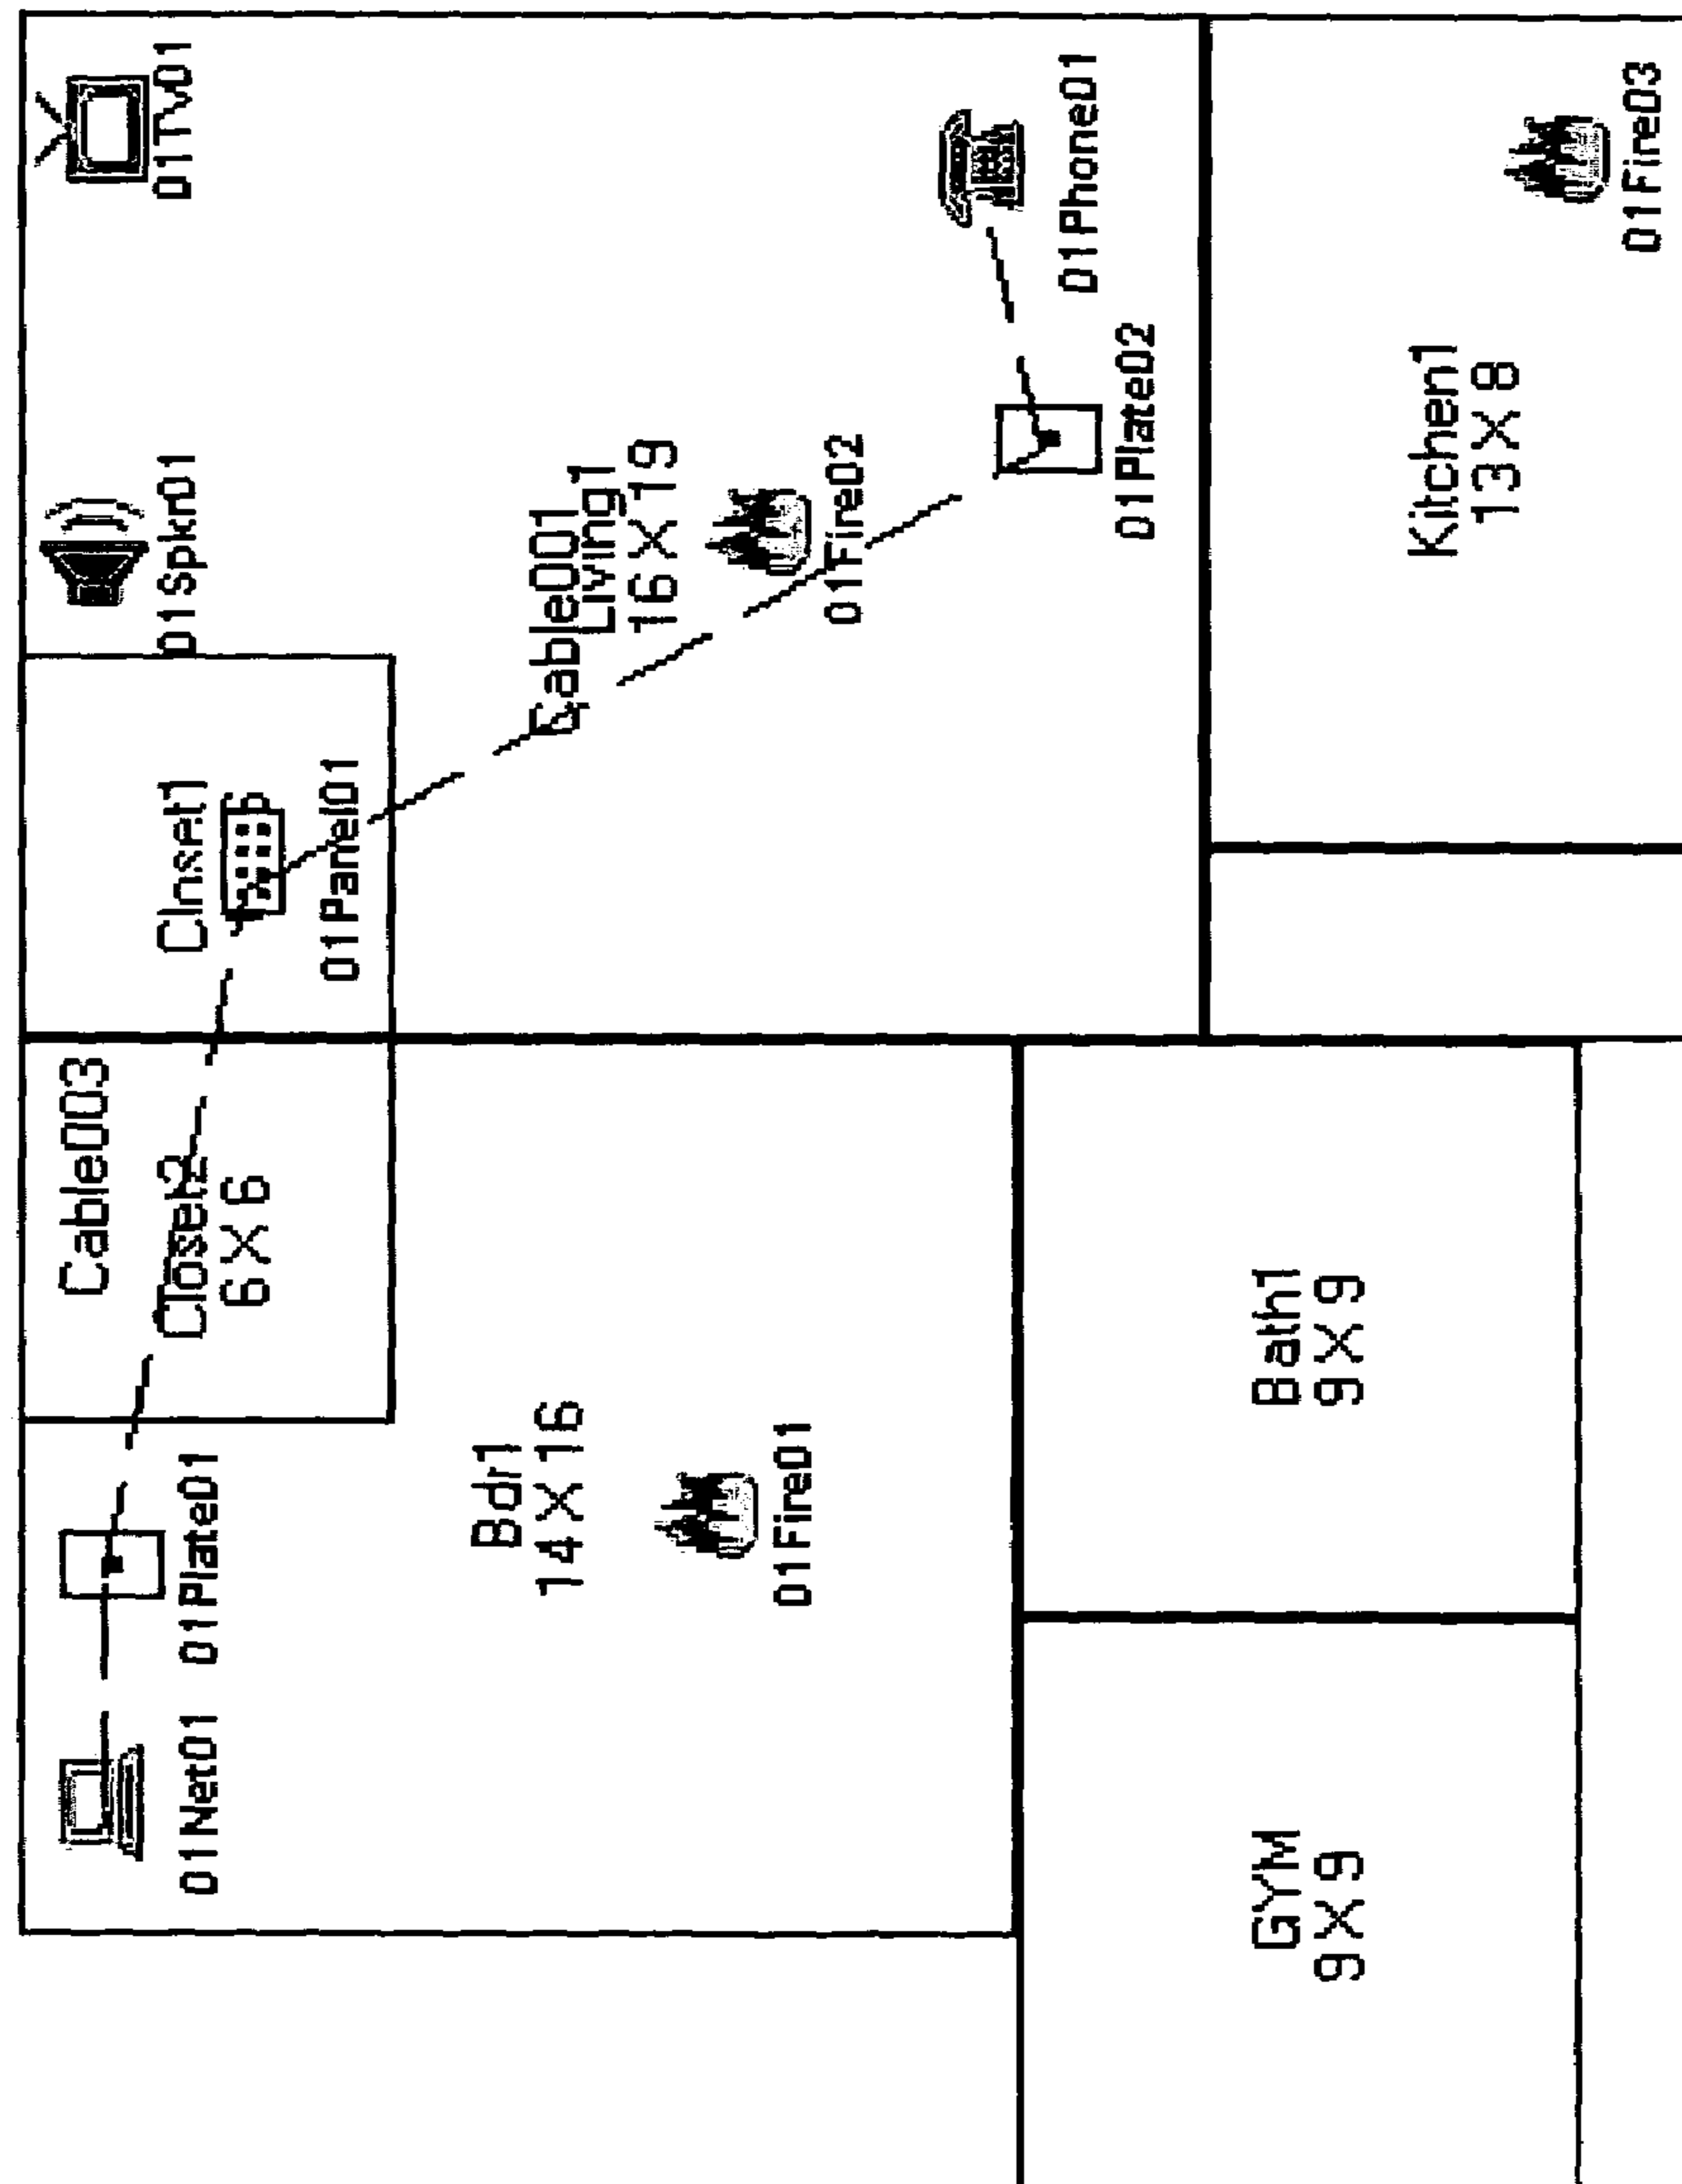 Cable003
01Net01
01Plate01
Closet2
6 X 6
Closet1
01Panel01
01Spkr01
01TV01
Bdr1
14 X 16
01Fire01
Cable001
Living1
16 X 19
01Fire02
01Phone01
01Plate02
GYM
9 X 9
Bath1
9 X 9
Kitchen1
13 X 8
01Fire03